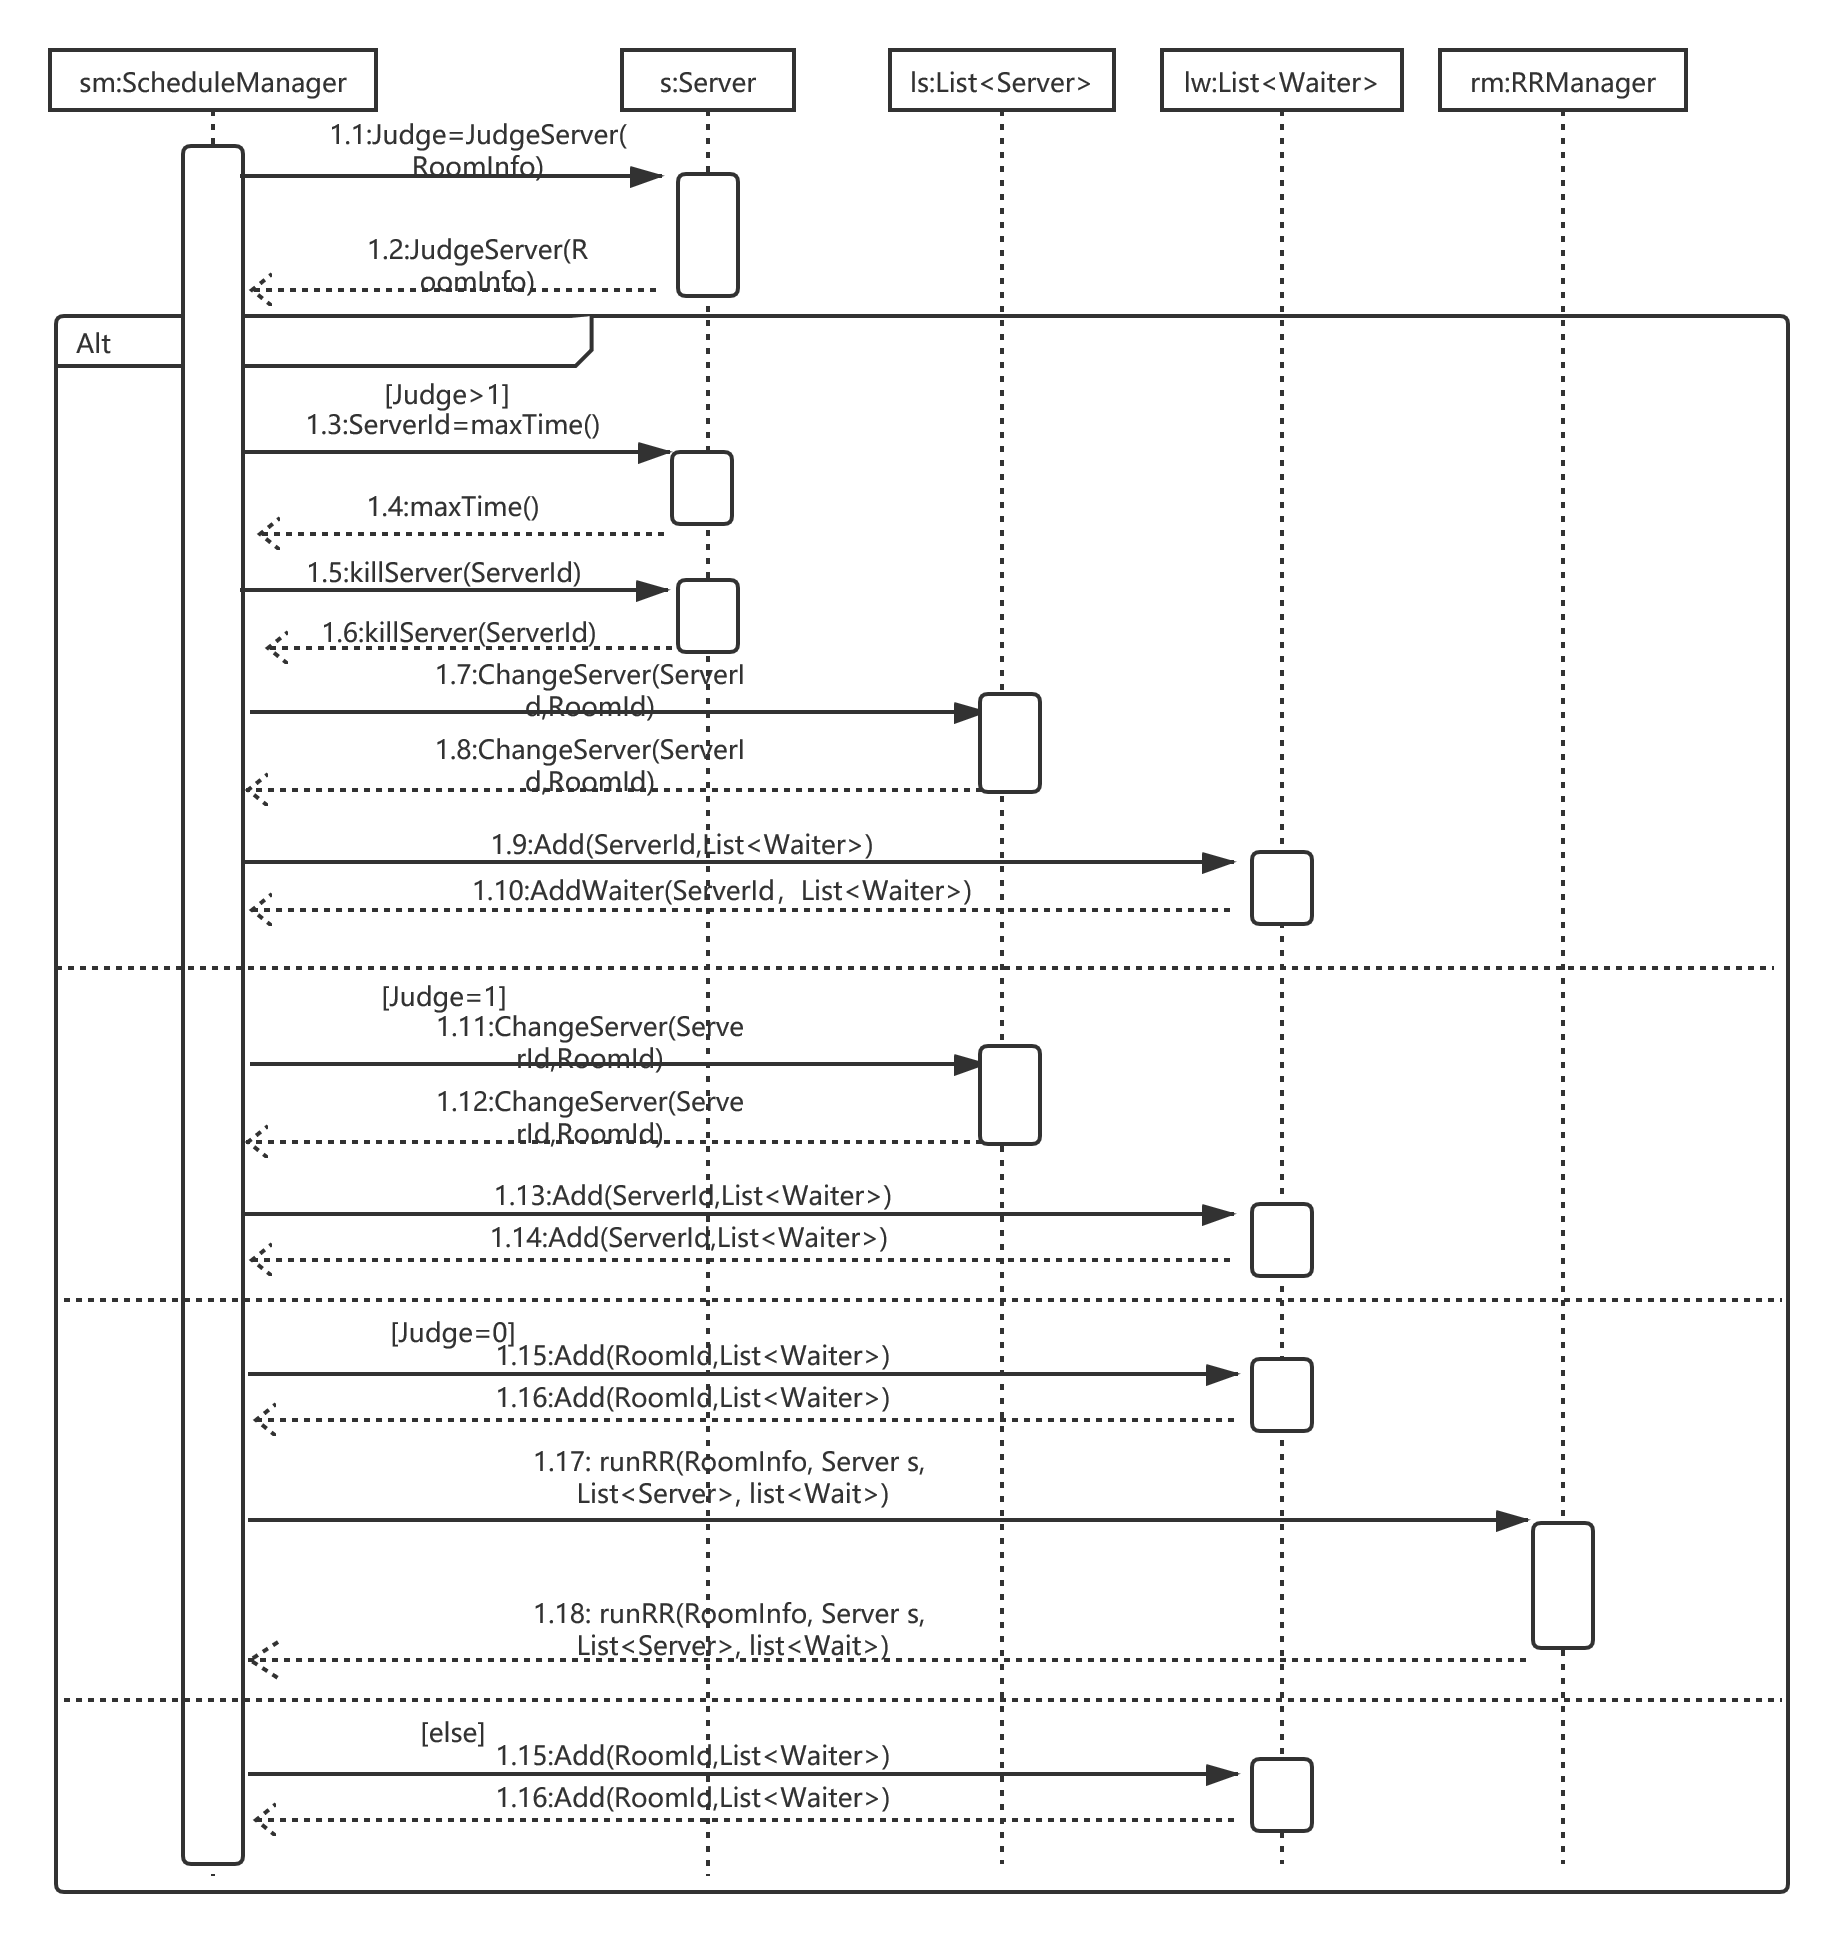 sm:ScheduleManager
s:Server
ls:List<Server>
lw:List<Waiter>
rm:RRManager
1.1:Judge=JudgeServer(
RoomInfo)
1.2:JudgeServer(R
oomInfo)
Alt
[Judge>1]
1.3:ServerId=maxTime()
1.4:maxTime()
1.5:killServer(ServerId)
1.6:killServer(ServerId)
1.7:ChangeServer(ServerI
d,RoomId)
1.8:ChangeServer(ServerI
d,RoomId)
1.9:Add(ServerId,List<Waiter>)
1.10:AddWaiter(ServerId，List<Waiter>)
[Judge=1]
1.11:ChangeServer(Serve
rId,RoomId)
1.12:ChangeServer(Serve
rId,RoomId)
1.13:Add(ServerId,List<Waiter>)
1.14:Add(ServerId,List<Waiter>)
[Judge=0]
1.15:Add(RoomId,List<Waiter>)
1.16:Add(RoomId,List<Waiter>)
1.17: runRR(RoomInfo, Server s,
List<Server>, list<Wait>)
1.18: runRR(RoomInfo, Server s,
List<Server>, list<Wait>)
[else]
1.15:Add(RoomId,List<Waiter>)
1.16:Add(RoomId,List<Waiter>)